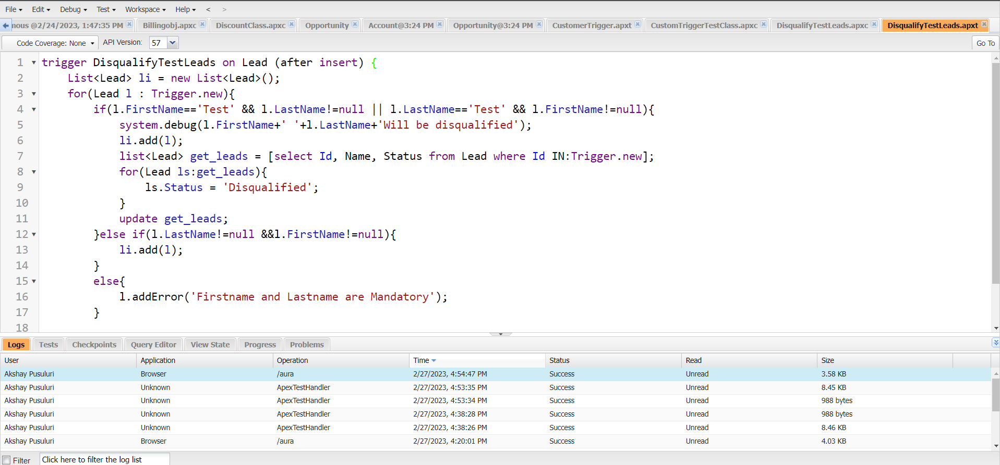 File Edit Debug Test Workspace Help < >
nous @2/24/2023, 1:47:35 PM Billingobj.apxc DiscountClass.apxc Opportunity Account@3:24 PM Opportunity@3:24 PM CustomerTrigger.apxt CustomTriggerTestClass.apxc DisqualifyTestLeads.apxc DisqualifyTestLeads.apxt
Code Coverage: None API Version: 57 Go To
1 trigger DisqualifyTestLeads on Lead (after insert) {
2 List<Lead> li = new List<Lead>();
3 for(Lead l : Trigger.new){
4 if(l.FirstName=='Test' && l.LastName!=null || l.LastName=='Test' && l.FirstName!=null){
5 system.debug(l.FirstName+' '+l.LastName+'Will be disqualified');
6 li.add(l);
7 list<Lead> get_leads = [select Id, Name, Status from Lead where Id IN:Trigger.new];
8 for(Lead ls:get_leads){
9 ls.Status = 'Disqualified';
10 }
11 update get_leads;
12 }else if(l.LastName!=null &&l.FirstName!=null){
13 li.add(l);
14 }
15 else{
16 l.addError('Firstname and Lastname are Mandatory');
17 }
18
Logs Tests Checkpoints Query Editor View State Progress Problems
User Application Operation Time Status Read Size
Akshay Pusuluri Browser /aura 2/27/2023, 4:54:47 PM Success Unread 3.58 KB
Akshay Pusuluri Unknown ApexTestHandler 2/27/2023, 4:53:35 PM Success Unread 8.45 KB
Akshay Pusuluri Unknown ApexTestHandler 2/27/2023, 4:53:34 PM Success Unread 988 bytes
Akshay Pusuluri Unknown ApexTestHandler 2/27/2023, 4:38:28 PM Success Unread 988 bytes
Akshay Pusuluri Unknown ApexTestHandler 2/27/2023, 4:38:26 PM Success Unread 8.46 KB
Akshay Pusuluri Browser /aura 2/27/2023, 4:20:01 PM Success Unread 4.03 KB
Filter Click here to filter the log list